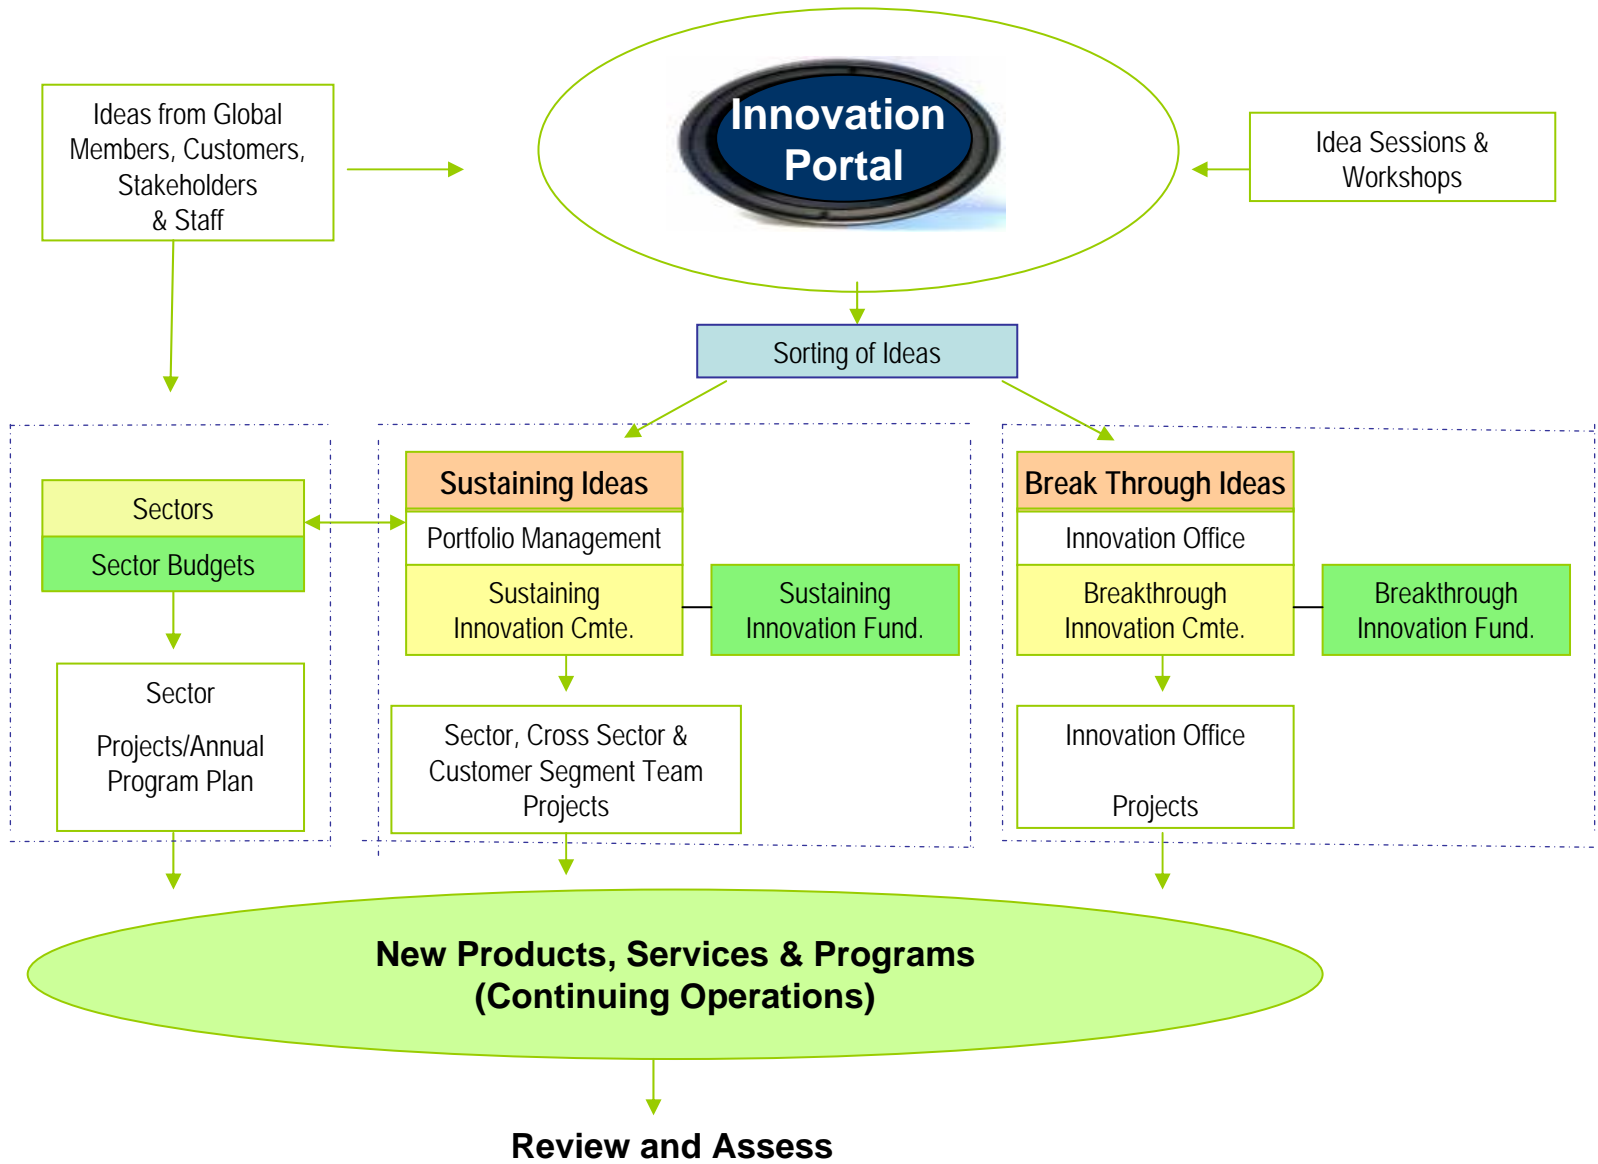 Innovation
Portal
Ideas from Global
Members, Customers,
Stakeholders
& Staff
Idea Sessions &
Workshops
Sorting of Ideas
Sectors
Sector Budgets
Sector
Projects/Annual
Program Plan
Sustaining Ideas
Portfolio Management
Sustaining
Innovation Cmte.
Sustaining
Innovation Fund.
Sector, Cross Sector &
Customer Segment Team
Projects
Break Through Ideas
Innovation Office
Breakthrough
Innovation Cmte.
Breakthrough
Innovation Fund.
Innovation Office
Projects
New Products, Services & Programs
(Continuing Operations)
Review and Assess